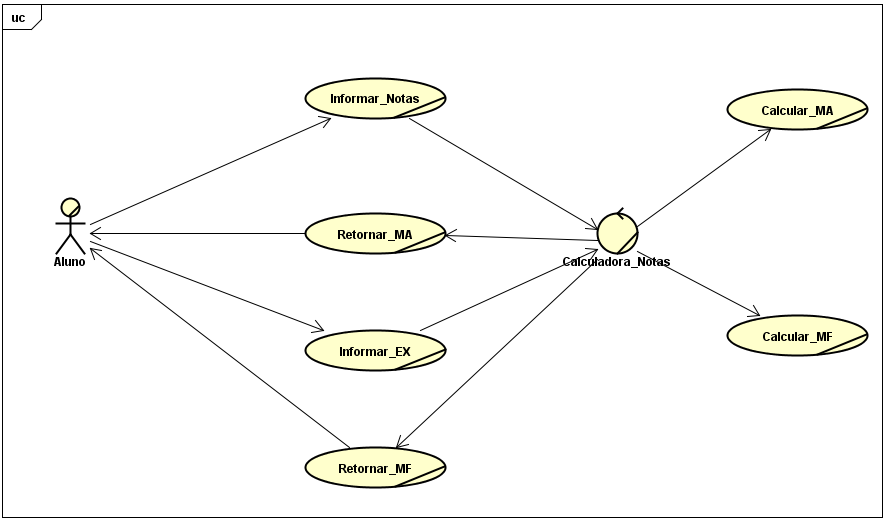 uc
Informar_Notas
Calcular_MA
Retornar_MA
Aluno
Calculadora_Notas
Informar_EX
Calcular_MF
Retornar_MF